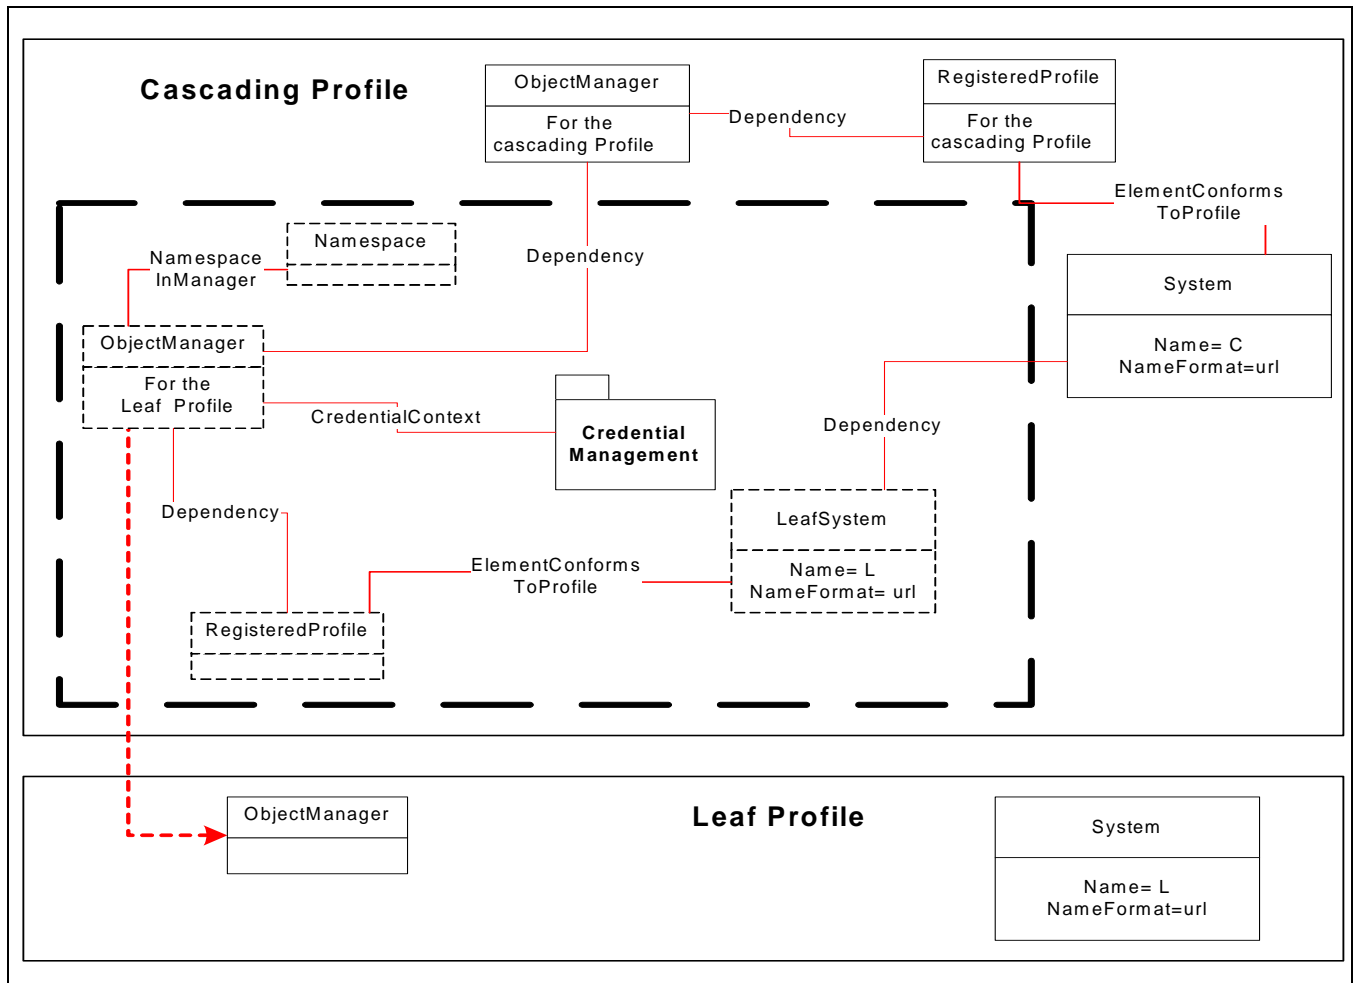 Cascading Profile
ObjectManager
For the
cascading Profile
Dependency
RegisteredProfile
For the
cascading Profile
ElementConforms
ToProfile
Namespace
Namespace
InManager
Dependency
System
Name= C
NameFormat=url
ObjectManager
For the
Leaf Profile
CredentialContext
Credential
Management
Dependency
LeafSystem
Name= L
NameFormat= url
Dependency
ElementConforms
ToProfile
RegisteredProfile
ObjectManager
Leaf Profile
System
Name= L
NameFormat=url